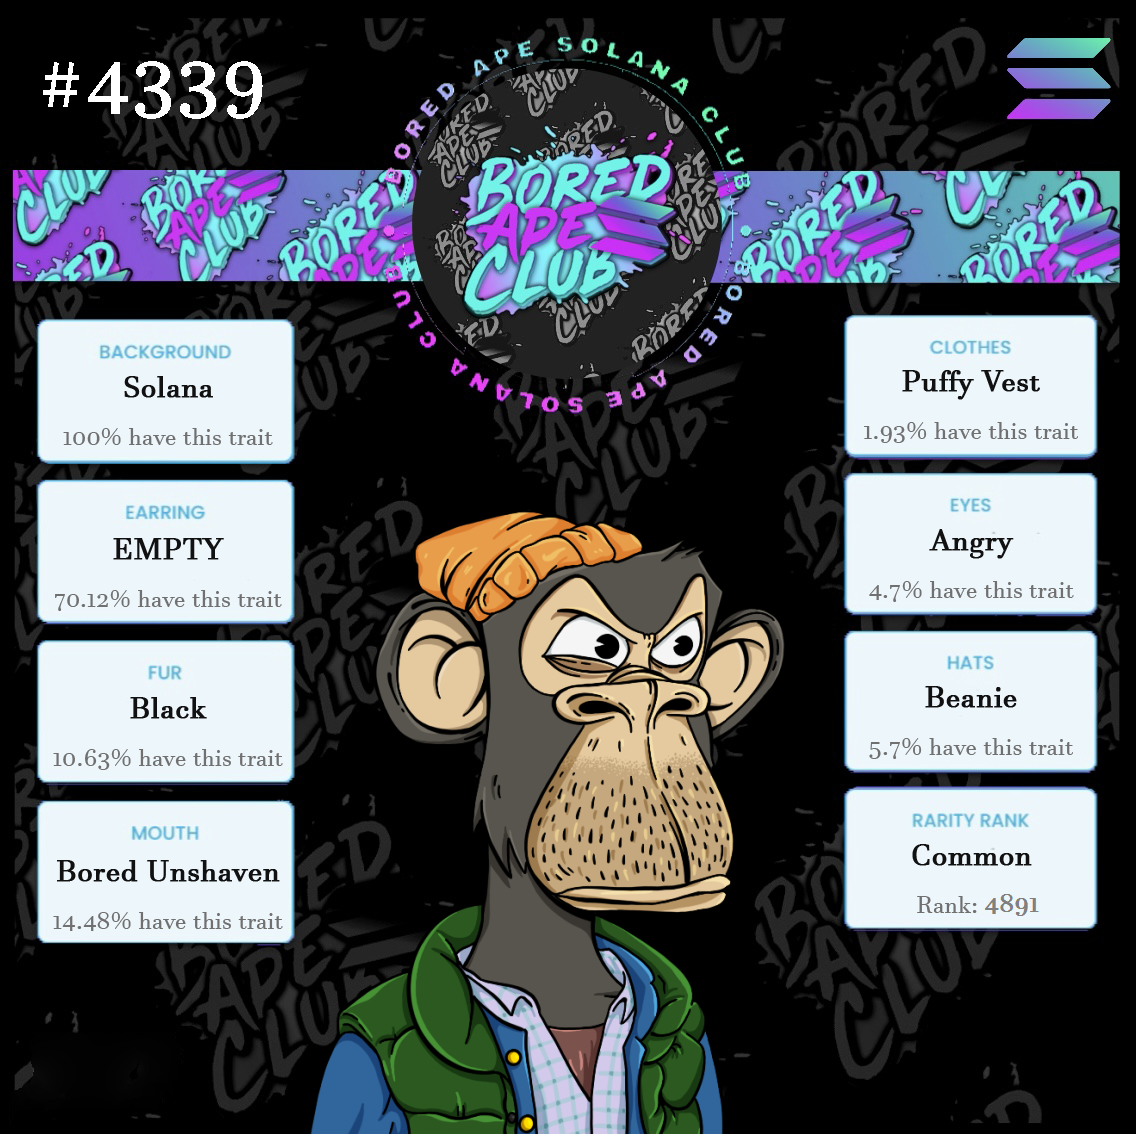 #4339
BORED APE SOLANA CLUB
BORED APE SOLANA CLUB
BORED
APE
CLUB
BACKGROUND
Solana
100% have this trait
EARRING
EMPTY
70.12% have this trait
FUR
Black
10.63% have this trait
MOUTH
Bored Unshaven
14.48% have this trait
CLOTHES
Puffy Vest
1.93% have this trait
EYES
Angry
4.7% have this trait
HATS
Beanie
5.7% have this trait
RARITY RANK
Common
Rank: 4891